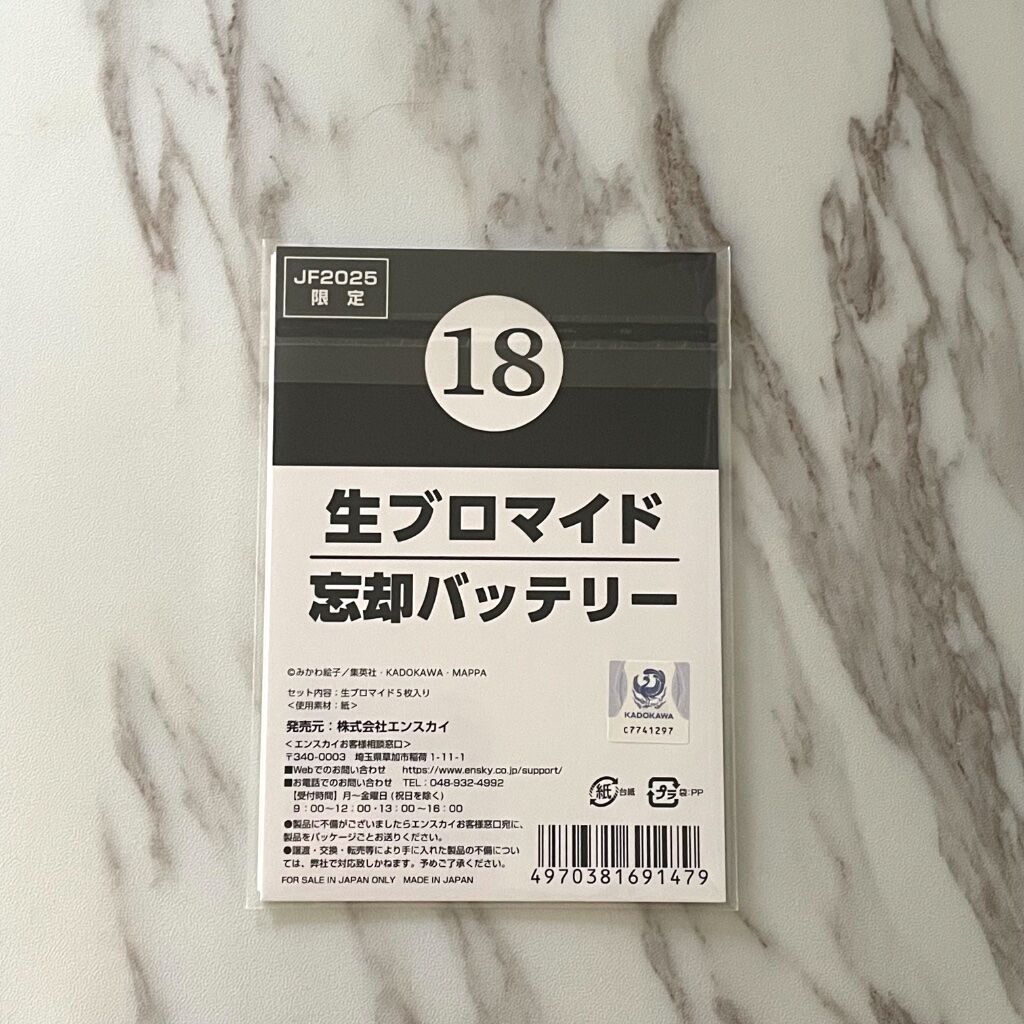 JF2025
限 定
18
生ブロマイド
忘却バッテリー
©みかわ絵子／集英社・KADOKAWA・MAPPA
セット内容：生ブロマイド5枚入り
＜使用素材：紙＞
発売元：株式会社エンスカイ
＜エンスカイお客様相談窓口＞
〒340-0003 埼玉県草加市稲荷1-11-1
■Webでのお問い合わせ https://www.ensky.co.jp/support/
■お電話でのお問い合わせ TEL：048-932-4992
【受付時間】月～金曜日(祝日を除く)
9：00～12：00・13：00～16：00
●製品に不備がございましたらエンスカイお客様窓口宛に、
製品をパッケージごとお送りください。
●譲渡・交換・転売等により手に入れた製品の不備につい
ては、弊社で対応致しかねます。予めご了承ください。
FOR SALE IN JAPAN ONLY MADE IN JAPAN
KADOKAWA
C7741297
紙 台紙
プラ 袋:PP
4970381691479